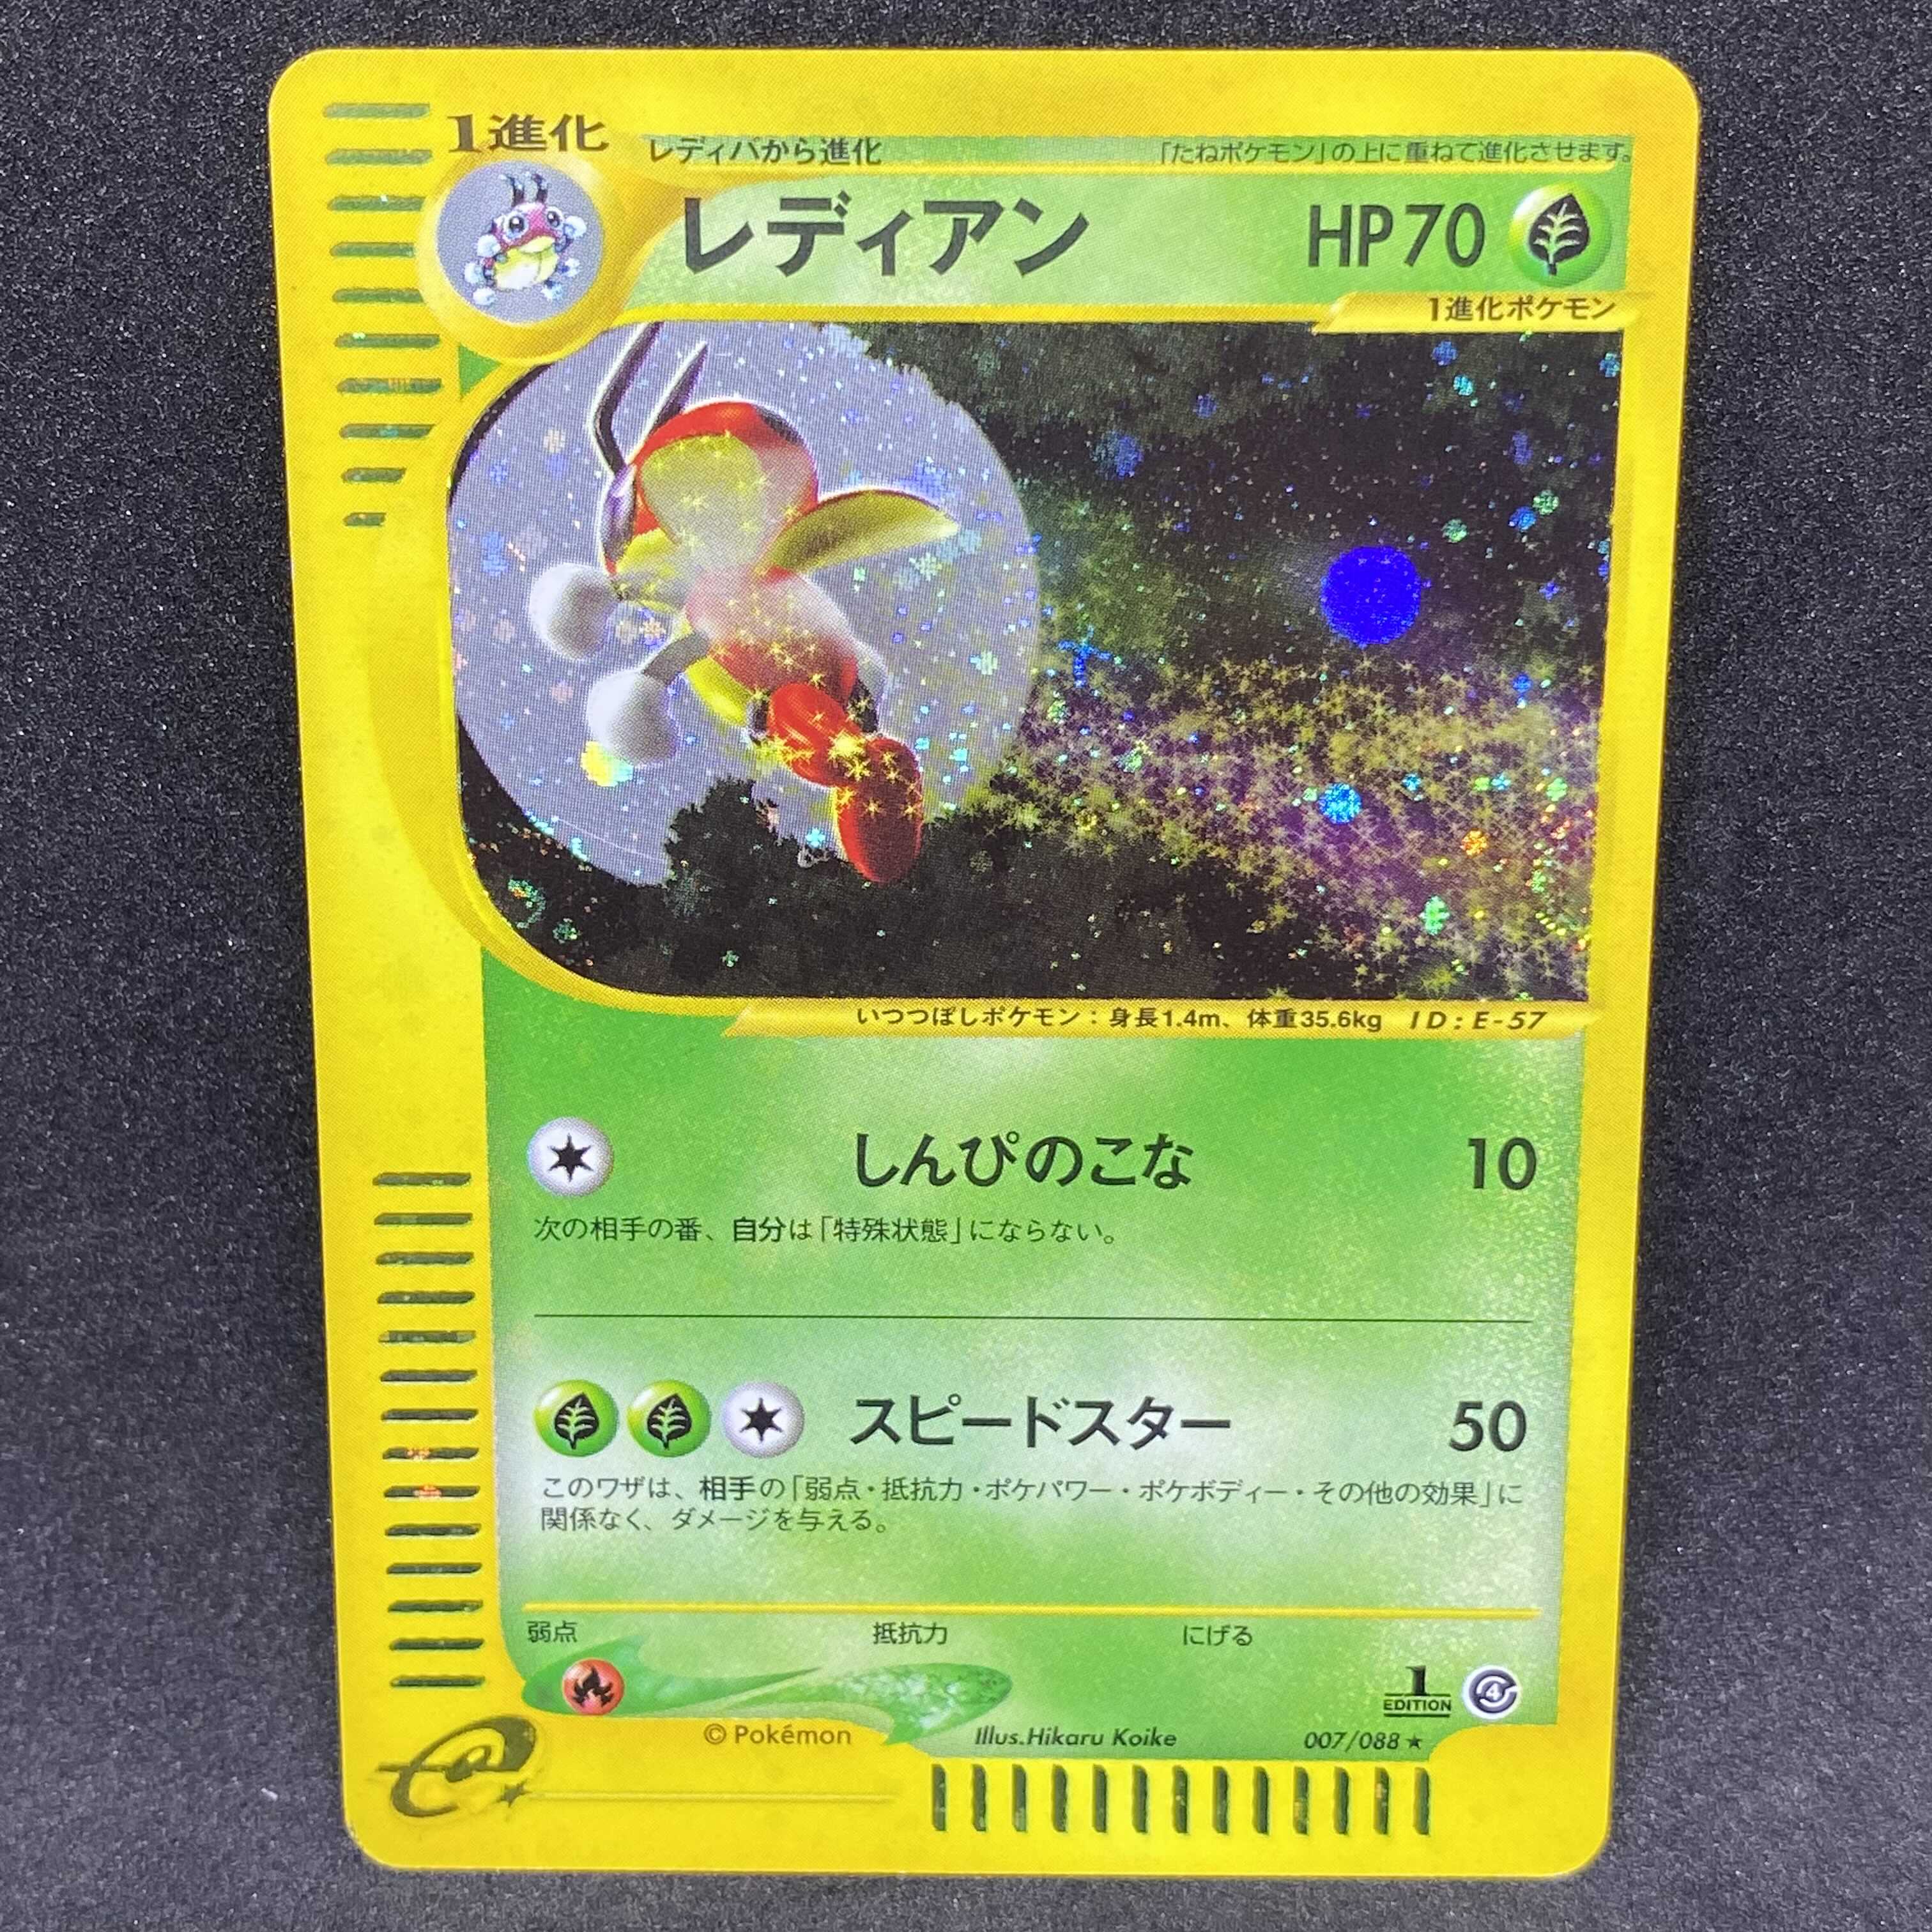 1進化
レディバから進化
「たねポケモン」の上に重ねて進化させます。
レディアン
HP70
1進化ポケモン
いつつぼしポケモン：身長1.4m、体重35.6kg ID：E-57
しんぴのこな 10
次の相手の番、自分は「特殊状態」にならない。
スピードスター 50
このワザは、相手の「弱点・抵抗力・ポケパワー・ポケボディー・その他の効果」に
関係なく、ダメージを与える。
弱点 抵抗力 にげる
1 EDITION
4
© Pokémon Illus.Hikaru Koike 007/088 ★
e